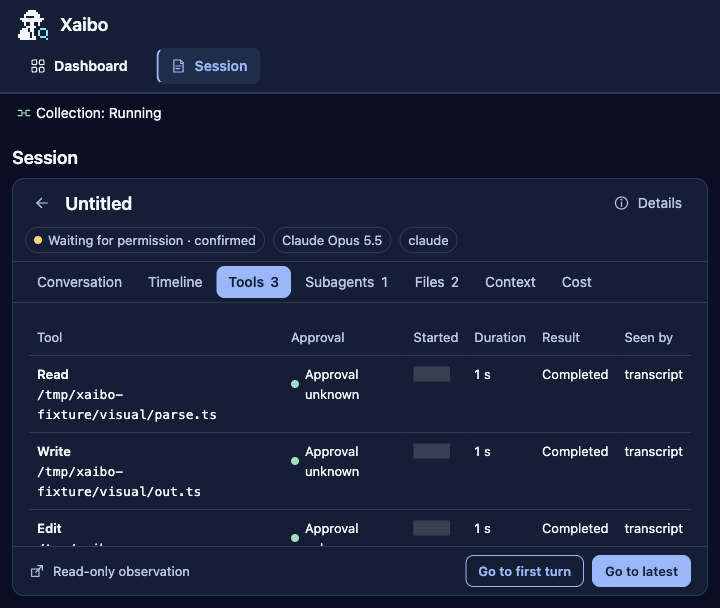 Xaibo
Dashboard Session
Collection: Running
Session
Untitled Details
Waiting for permission · confirmed Claude Opus 5.5 claude
Conversation Timeline Tools 3 Subagents 1 Files 2 Context Cost
Tool Approval Started Duration Result Seen by
Read Approval unknown 1 s Completed transcript
/tmp/xaibo-
fixture/visual/parse.ts
Write Approval unknown 1 s Completed transcript
/tmp/xaibo-
fixture/visual/out.ts
Edit Approval 1 s Completed transcript
Read-only observation Go to first turn Go to latest